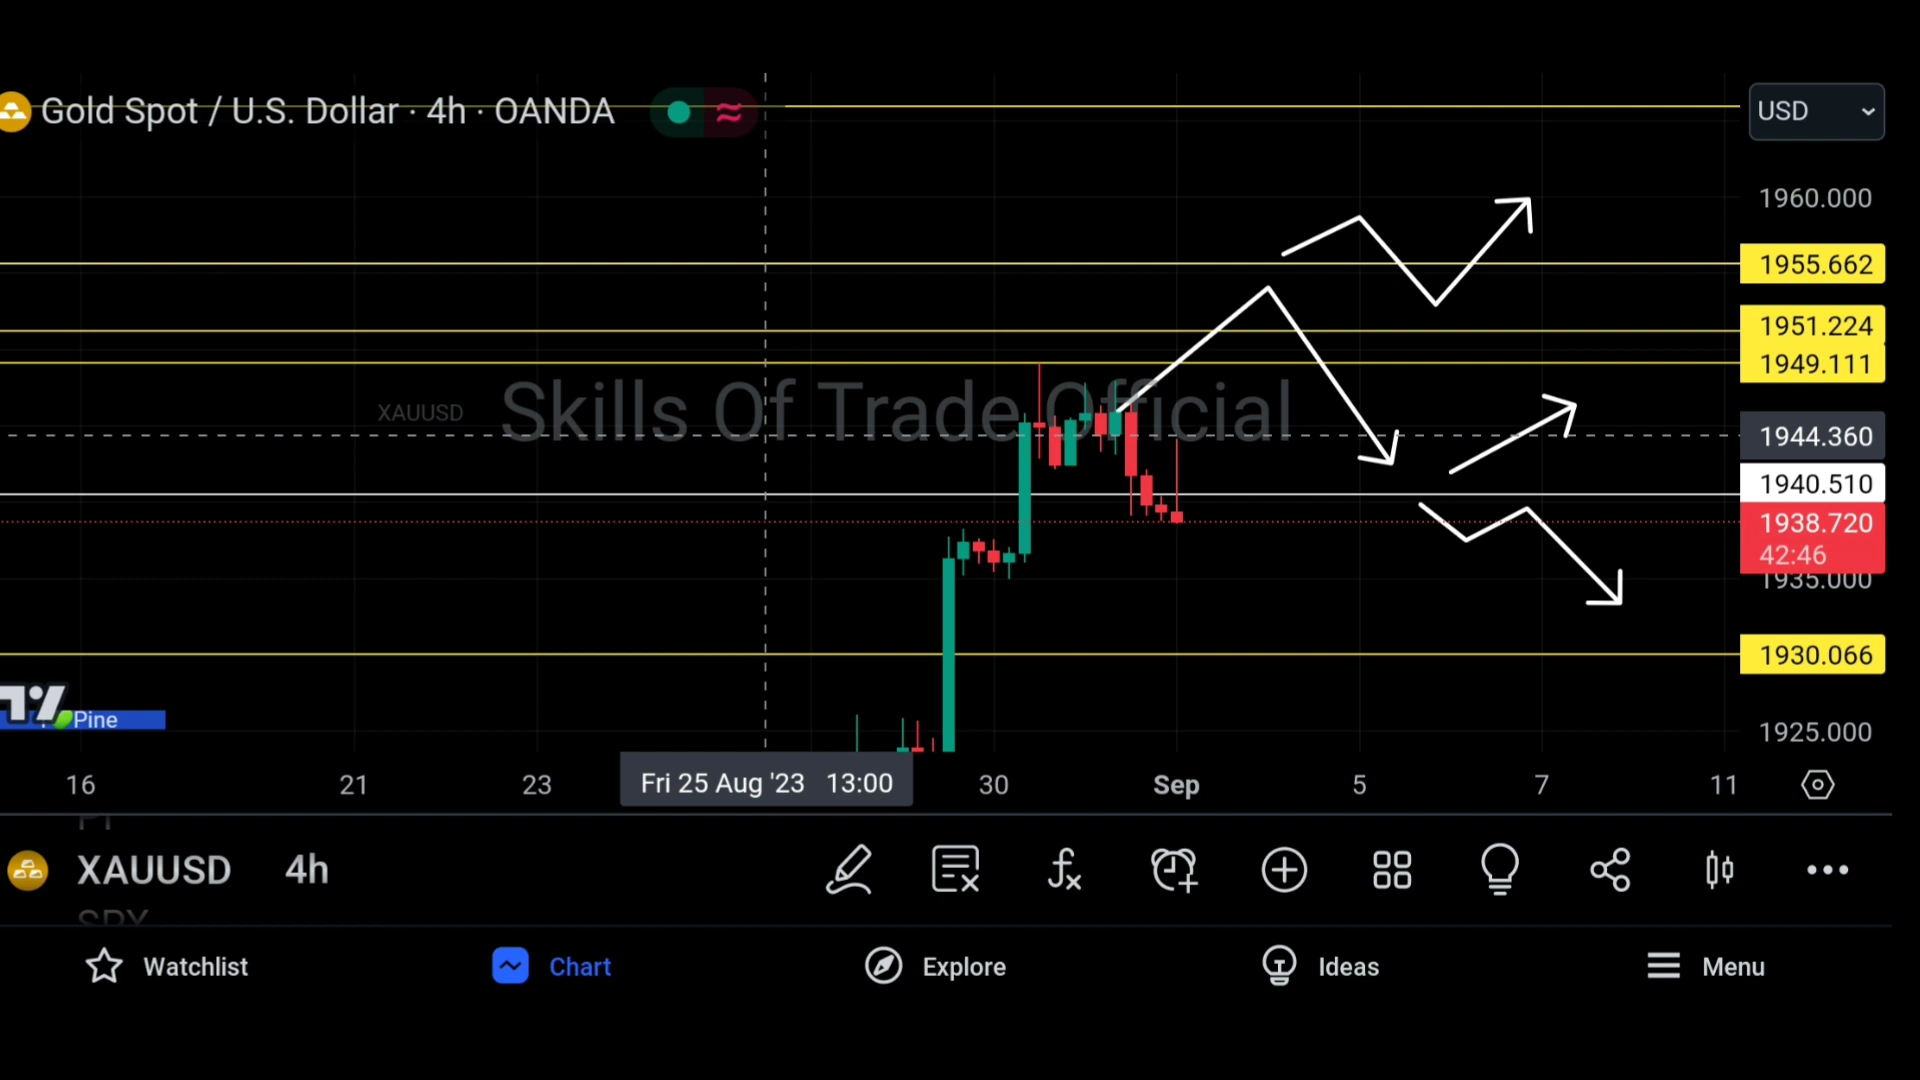 Gold Spot / U.S. Dollar · 4h · OANDA
USD
1960.000
1955.662
1951.224
1949.111
XAUUSD
Skills Of Trade Official
1944.360
1940.510
1938.720
42:46
1935.000
1930.066
Pine
1925.000
16 21 23 Fri 25 Aug '23 13:00 30 Sep 5 7 11
XAUUSD 4h
SPY
Watchlist Chart Explore Ideas Menu